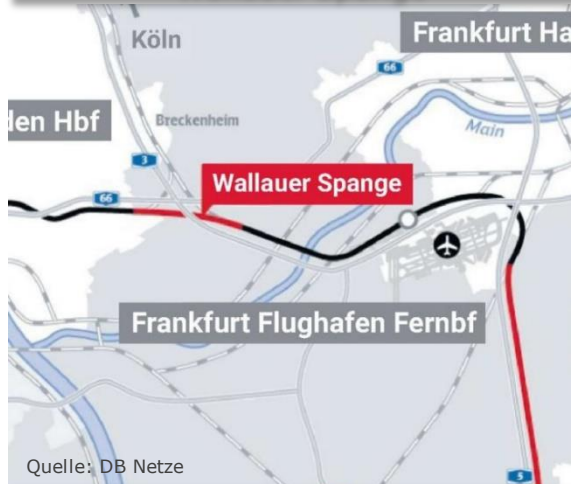 Köln
Frankfurt Ha
66
den Hbf
Breckenheim
Main
3
Wallauer Spange
66
Frankfurt Flughafen Fernbf
Quelle: DB Netze
5